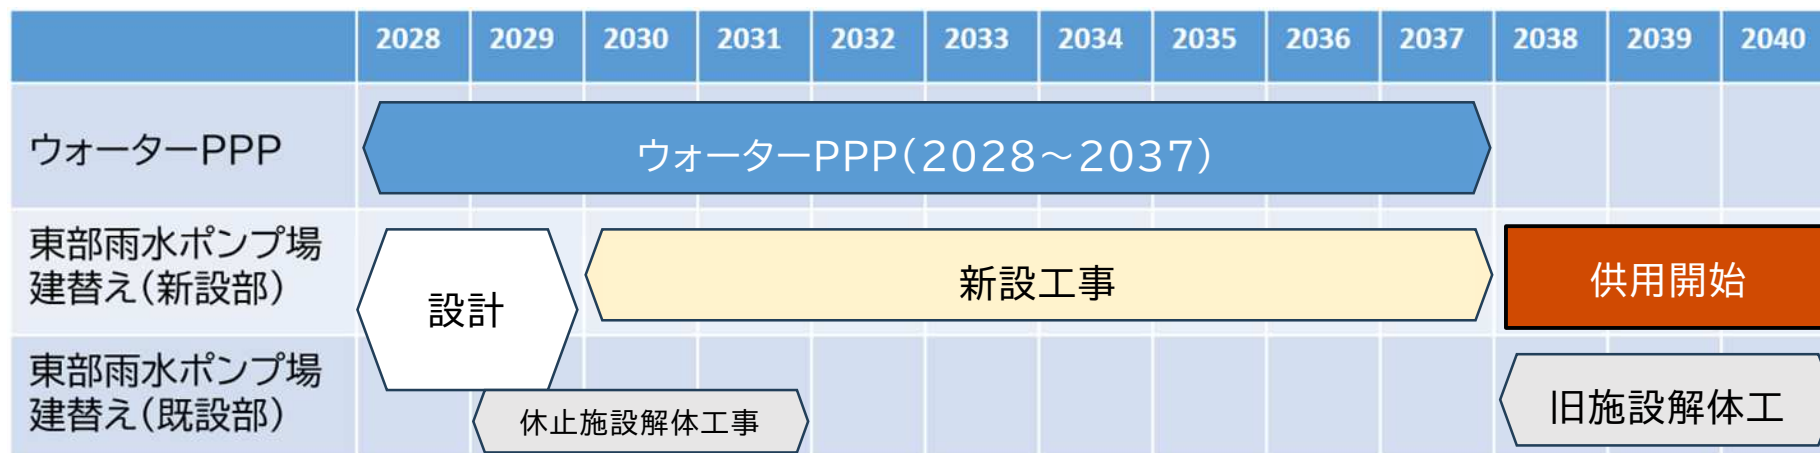 2028 2029 2030 2031 2032 2033 2034 2035 2036 2037 2038 2039 2040
ウォーターPPP
ウォーターPPP(2028～2037)
東部雨水ポンプ場
建替え(新設部)
設計
新設工事
供用開始
東部雨水ポンプ場
建替え(既設部)
休止施設解体工事
旧施設解体工